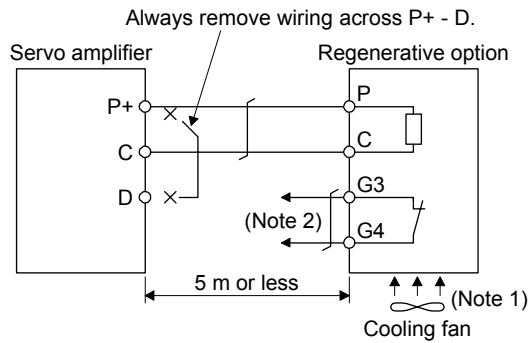 Always remove wiring across P+ - D.
Servo amplifier
Regenerative option
P+
P
C
C
D
G3
(Note 2)
G4
5 m or less
(Note 1)
Cooling fan